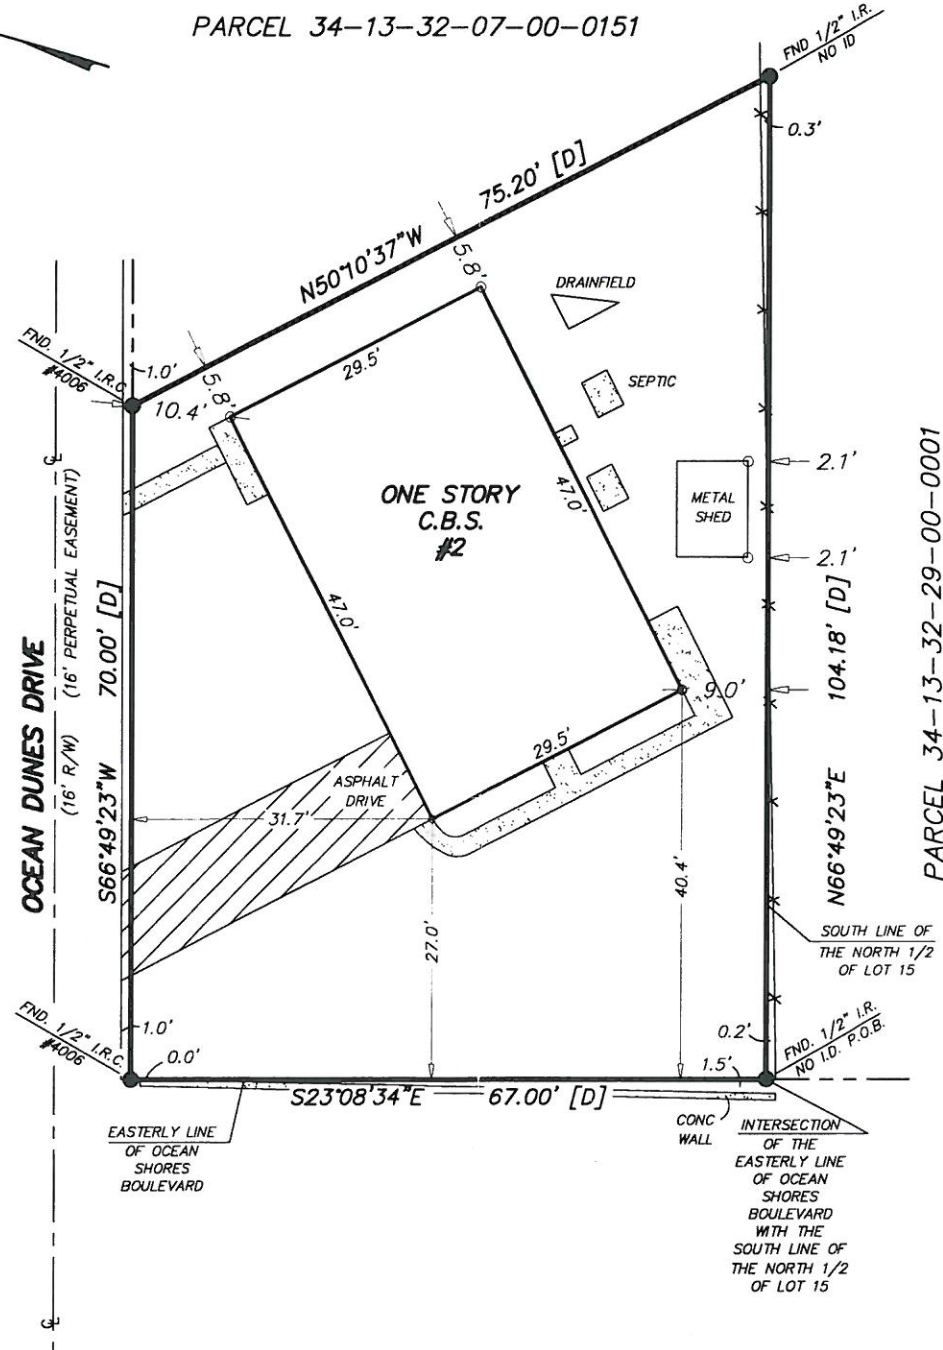 PARCEL 34-13-32-07-00-0151
FND 1/2" I.R.
NO ID
0.3'
75.20' [D]
N50°10'37"W
5.8'
DRAINFIELD
FND. 1/2" I.R.C
#4006
1.0'
5.8'
29.5'
10.4'
SEPTIC
ONE STORY
C.B.S.
#2
47.0'
47.0'
METAL
SHED
2.1'
2.1'
PARCEL 34-13-32-29-00-0001
OCEAN DUNES DRIVE
(16' R/W) (16' PERPETUAL EASEMENT)
S66°49'23"W 70.00' [D]
N66°49'23"E 104.18' [D]
9.0'
29.5'
ASPHALT
DRIVE
31.7'
27.0'
40.4'
SOUTH LINE OF
THE NORTH 1/2
OF LOT 15
FND. 1/2" I.R.C.
#4006
1.0'
0.0'
0.2'
1.5'
FND. 1/2" I.R.
NO I.D. P.O.B.
S23°08'34"E 67.00' [D]
EASTERLY LINE
OF OCEAN
SHORES
BOULEVARD
CONC
WALL
INTERSECTION
OF THE
EASTERLY LINE
OF OCEAN
SHORES
BOULEVARD
WITH THE
SOUTH LINE OF
THE NORTH 1/2
OF LOT 15